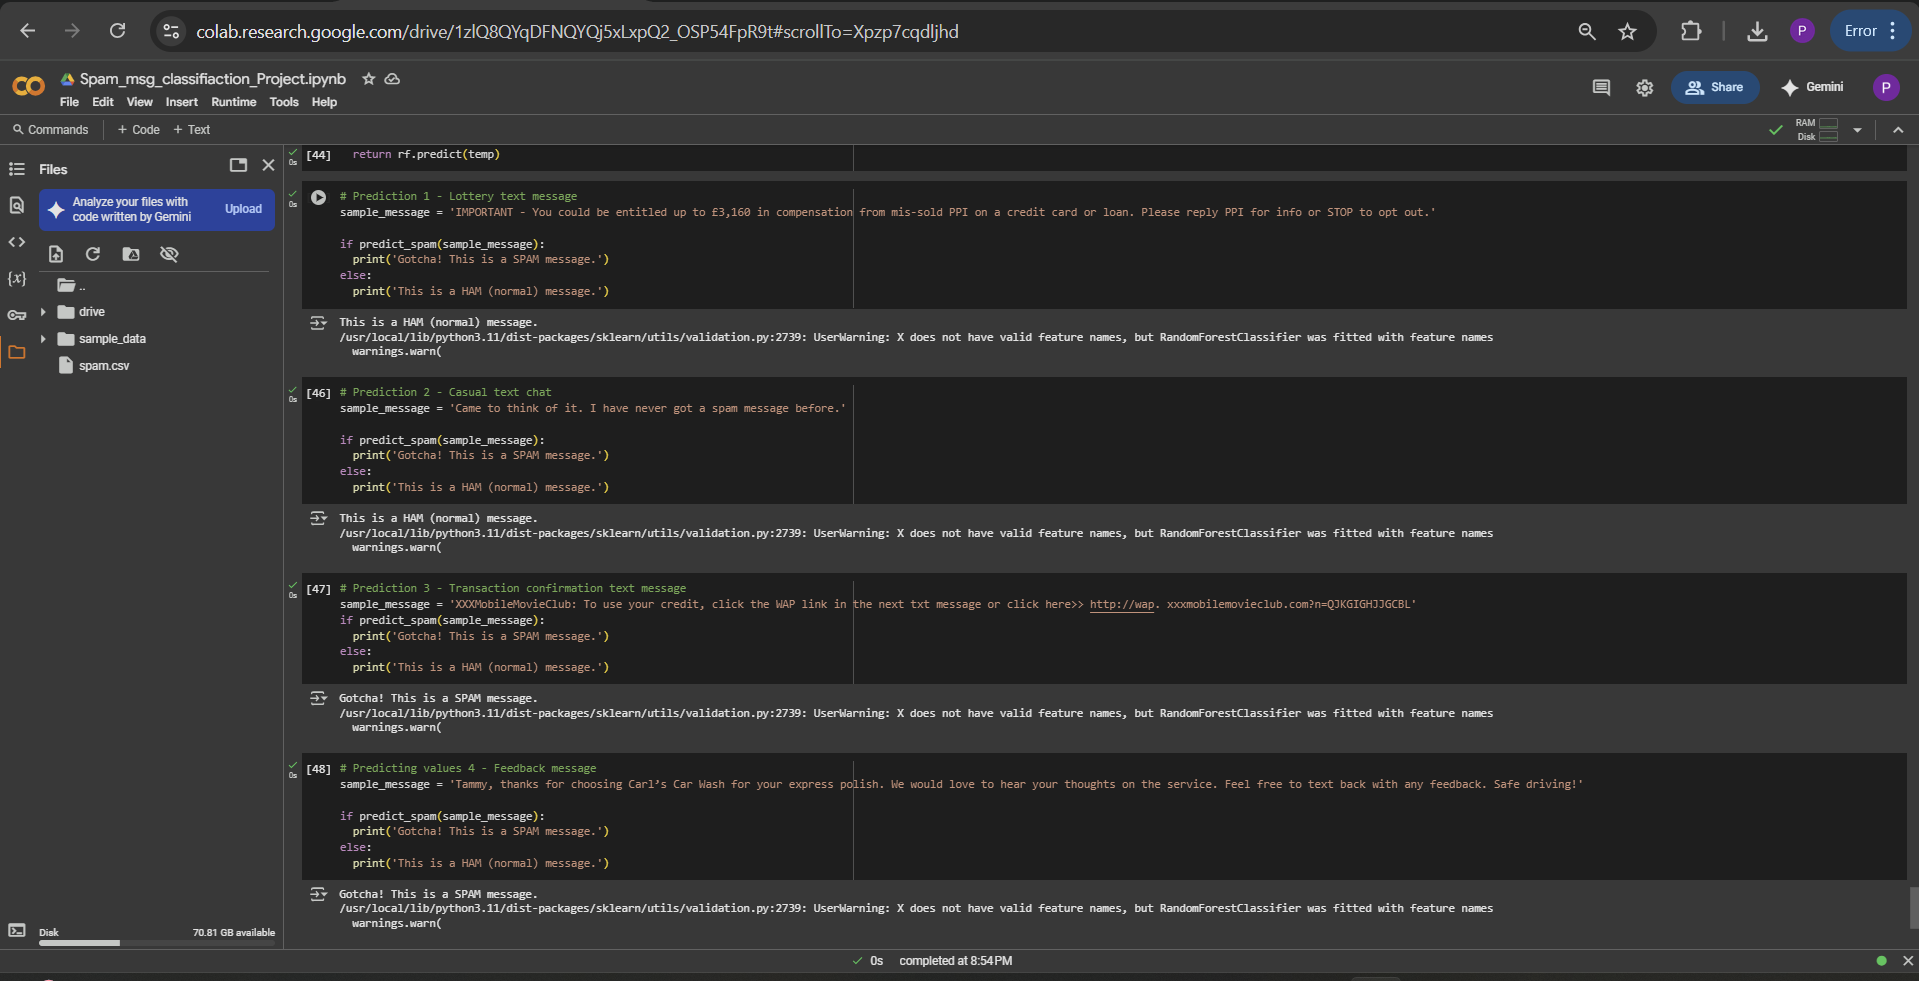 colab.research.google.com/drive/1zlQ8QYqDFNQYQj5xLxpQ2_OSP54FpR9t#scrollTo=Xpzp7cqdljhd
P
Error
Spam_msg_classifiaction_Project.ipynb
File Edit View Insert Runtime Tools Help
Share
Gemini
P
Commands + Code + Text
RAM
Disk
Files
Analyze your files with
code written by Gemini
Upload
..
drive
sample_data
spam.csv
Disk
70.81 GB available
0s
[44] return rf.predict(temp)
0s
# Prediction 1 - Lottery text message
sample_message = 'IMPORTANT - You could be entitled up to £3,160 in compensation from mis-sold PPI on a credit card or loan. Please reply PPI for info or STOP to opt out.'
if predict_spam(sample_message):
print('Gotcha! This is a SPAM message.')
else:
print('This is a HAM (normal) message.')
This is a HAM (normal) message.
/usr/local/lib/python3.11/dist-packages/sklearn/utils/validation.py:2739: UserWarning: X does not have valid feature names, but RandomForestClassifier was fitted with feature names
warnings.warn(
0s
[46] # Prediction 2 - Casual text chat
sample_message = 'Came to think of it. I have never got a spam message before.'
if predict_spam(sample_message):
print('Gotcha! This is a SPAM message.')
else:
print('This is a HAM (normal) message.')
This is a HAM (normal) message.
/usr/local/lib/python3.11/dist-packages/sklearn/utils/validation.py:2739: UserWarning: X does not have valid feature names, but RandomForestClassifier was fitted with feature names
warnings.warn(
0s
[47] # Prediction 3 - Transaction confirmation text message
sample_message = 'XXXMobileMovieClub: To use your credit, click the WAP link in the next txt message or click here>> http://wap. xxxmobilemovieclub.com?n=QJKGIGHJJGCBL'
if predict_spam(sample_message):
print('Gotcha! This is a SPAM message.')
else:
print('This is a HAM (normal) message.')
Gotcha! This is a SPAM message.
/usr/local/lib/python3.11/dist-packages/sklearn/utils/validation.py:2739: UserWarning: X does not have valid feature names, but RandomForestClassifier was fitted with feature names
warnings.warn(
0s
[48] # Predicting values 4 - Feedback message
sample_message = 'Tammy, thanks for choosing Carl’s Car Wash for your express polish. We would love to hear your thoughts on the service. Feel free to text back with any feedback. Safe driving!'
if predict_spam(sample_message):
print('Gotcha! This is a SPAM message.')
else:
print('This is a HAM (normal) message.')
Gotcha! This is a SPAM message.
/usr/local/lib/python3.11/dist-packages/sklearn/utils/validation.py:2739: UserWarning: X does not have valid feature names, but RandomForestClassifier was fitted with feature names
warnings.warn(
0s completed at 8:54 PM